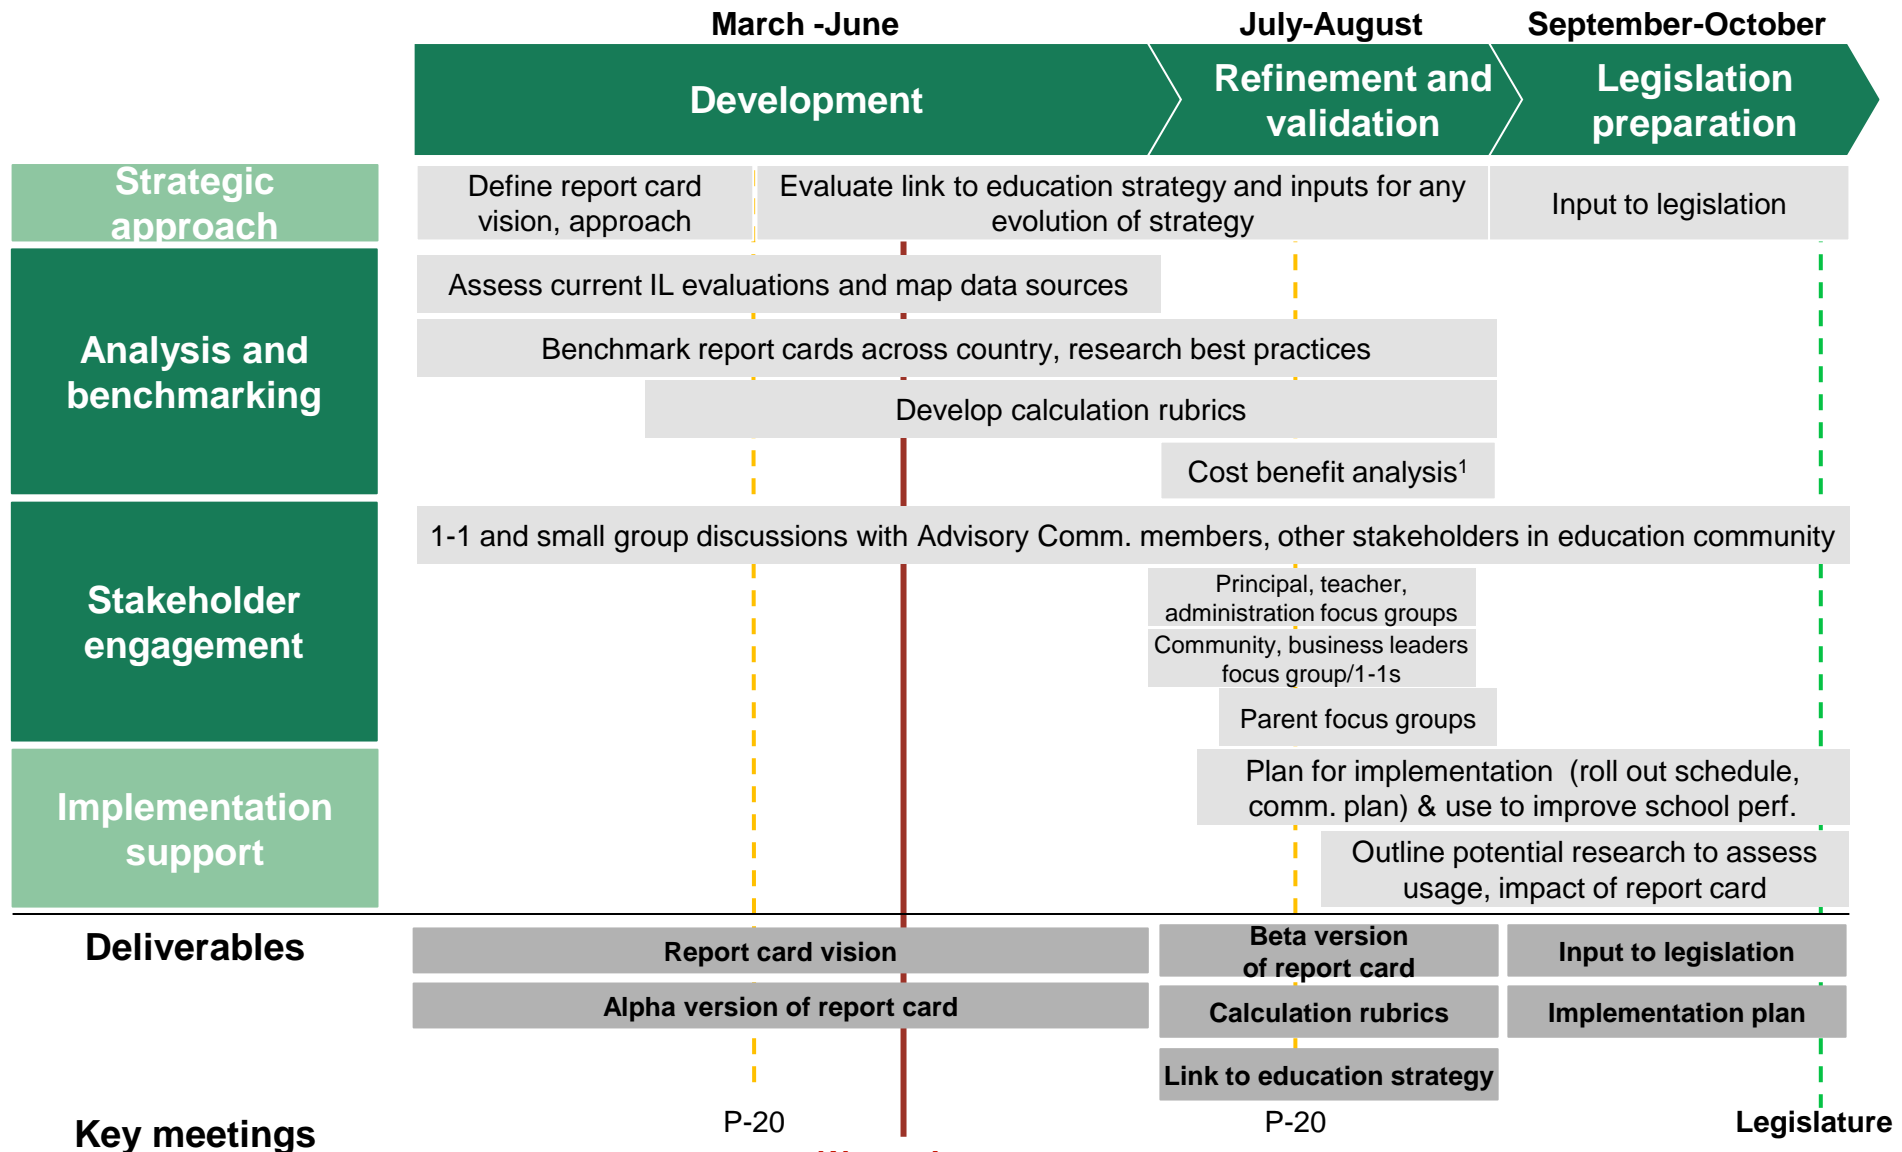 March -June
July-August
September-October
Development
Refinement and
validation
Legislation
preparation
Strategic
approach
Define report card
vision, approach
Evaluate link to education strategy and inputs for any
evolution of strategy
Input to legislation
Analysis and
benchmarking
Assess current IL evaluations and map data sources
Benchmark report cards across country, research best practices
Develop calculation rubrics
Cost benefit analysis¹
Stakeholder
engagement
1-1 and small group discussions with Advisory Comm. members, other stakeholders in education community
Principal, teacher,
administration focus groups
Community, business leaders
focus group/1-1s
Parent focus groups
Implementation
support
Plan for implementation (roll out schedule,
comm. plan) & use to improve school perf.
Outline potential research to assess
usage, impact of report card
Deliverables
Report card vision
Alpha version of report card
Beta version
of report card
Calculation rubrics
Link to education strategy
Input to legislation
Implementation plan
Key meetings
P-20
P-20
Legislature